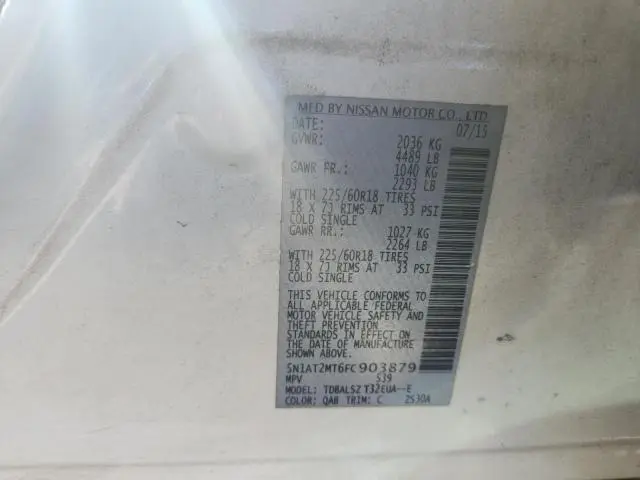 MFD BY NISSAN MOTOR CO., LTD.
DATE: 07/15
GVWR: 2036 KG
4489 LB
GAWR FR.: 1040 KG
2293 LB
WITH 225/60R18 TIRES
18 X 7J RIMS AT 33 PSI
COLD SINGLE
GAWR RR.: 1027 KG
2264 LB
WITH 225/60R18 TIRES
18 X 7J RIMS AT 33 PSI
COLD SINGLE
THIS VEHICLE CONFORMS TO
ALL APPLICABLE FEDERAL
MOTOR VEHICLE SAFETY AND
THEFT PREVENTION
STANDARDS IN EFFECT ON
THE DATE OF MANUFACTURE
SHOWN ABOVE.
5N1AT2MT6FC903879
MPV S39
MODEL: TDBALSZ T32EUA--E
COLOR: QAB TRIM: C 2S30A